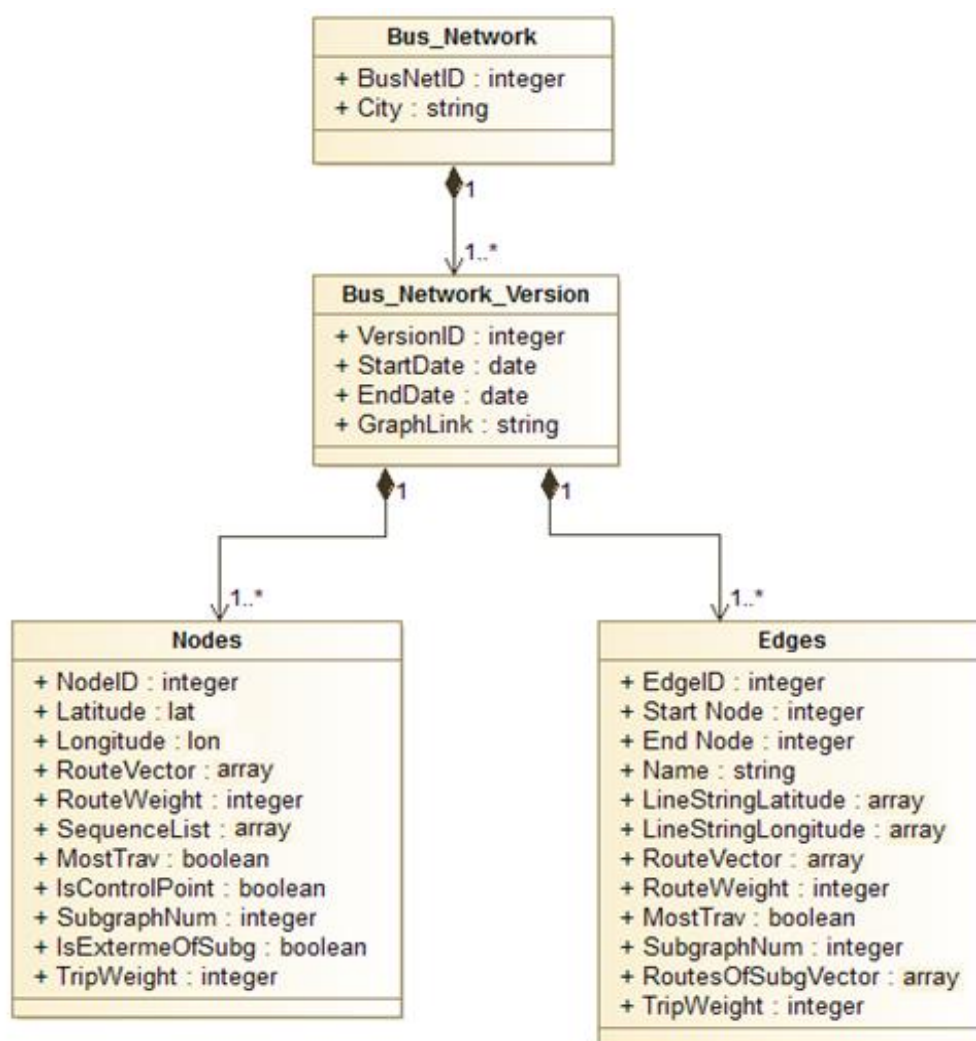 Bus_Network
+ BusNetID : integer
+ City : string
1
1..*
Bus_Network_Version
+ VersionID : integer
+ StartDate : date
+ EndDate : date
+ GraphLink : string
1
1
1..*
1..*
Nodes
+ NodeID : integer
+ Latitude : lat
+ Longitude : lon
+ RouteVector : array
+ RouteWeight : integer
+ SequenceList : array
+ MostTrav : boolean
+ IsControlPoint : boolean
+ SubgraphNum : integer
+ IsExtermeOfSubg : boolean
+ TripWeight : integer
Edges
+ EdgeID : integer
+ Start Node : integer
+ End Node : integer
+ Name : string
+ LineStringLatitude : array
+ LineStringLongitude : array
+ RouteVector : array
+ RouteWeight : integer
+ MostTrav : boolean
+ SubgraphNum : integer
+ RoutesOfSubgVector : array
+ TripWeight : integer